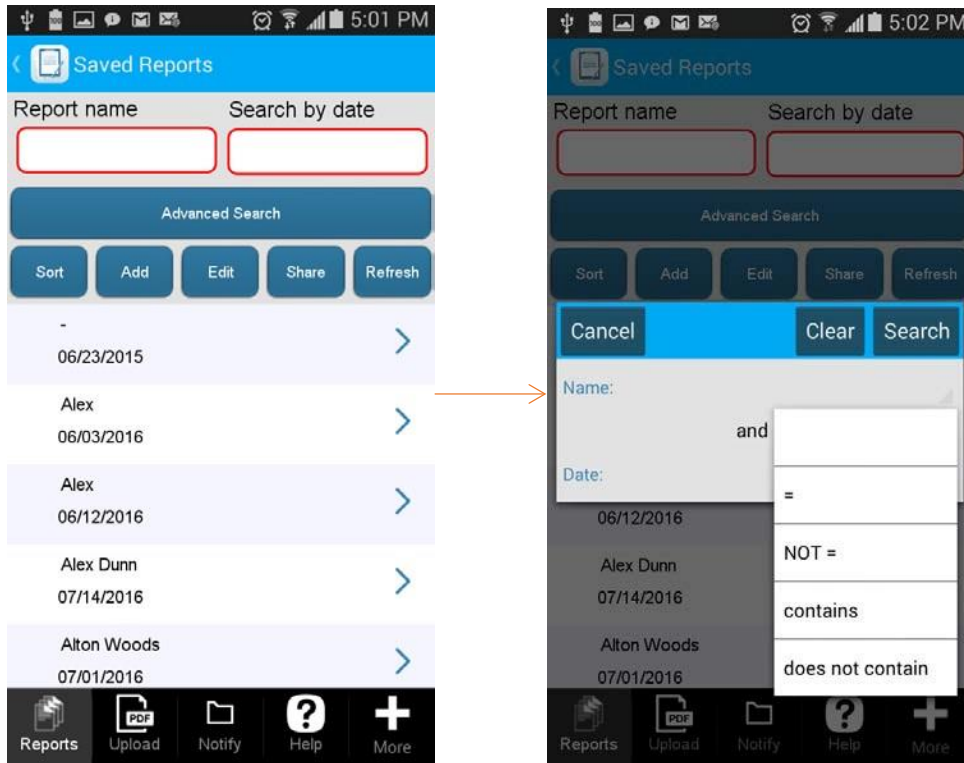 5:01 PM
Saved Reports
Report name Search by date
Advanced Search
Sort Add Edit Share Refresh
-
06/23/2015
Alex
06/03/2016
Alex
06/12/2016
Alex Dunn
07/14/2016
Alton Woods
07/01/2016
PDF
Reports Upload Notify Help More
5:02 PM
Saved Reports
Report name Search by date
Advanced Search
Sort Add Edit Share Refresh
Cancel Clear Search
Name:
and
Date:
=
NOT =
contains
does not contain
06/12/2016
Alex Dunn
07/14/2016
Alton Woods
07/01/2016
PDF
Reports Upload Notify Help More